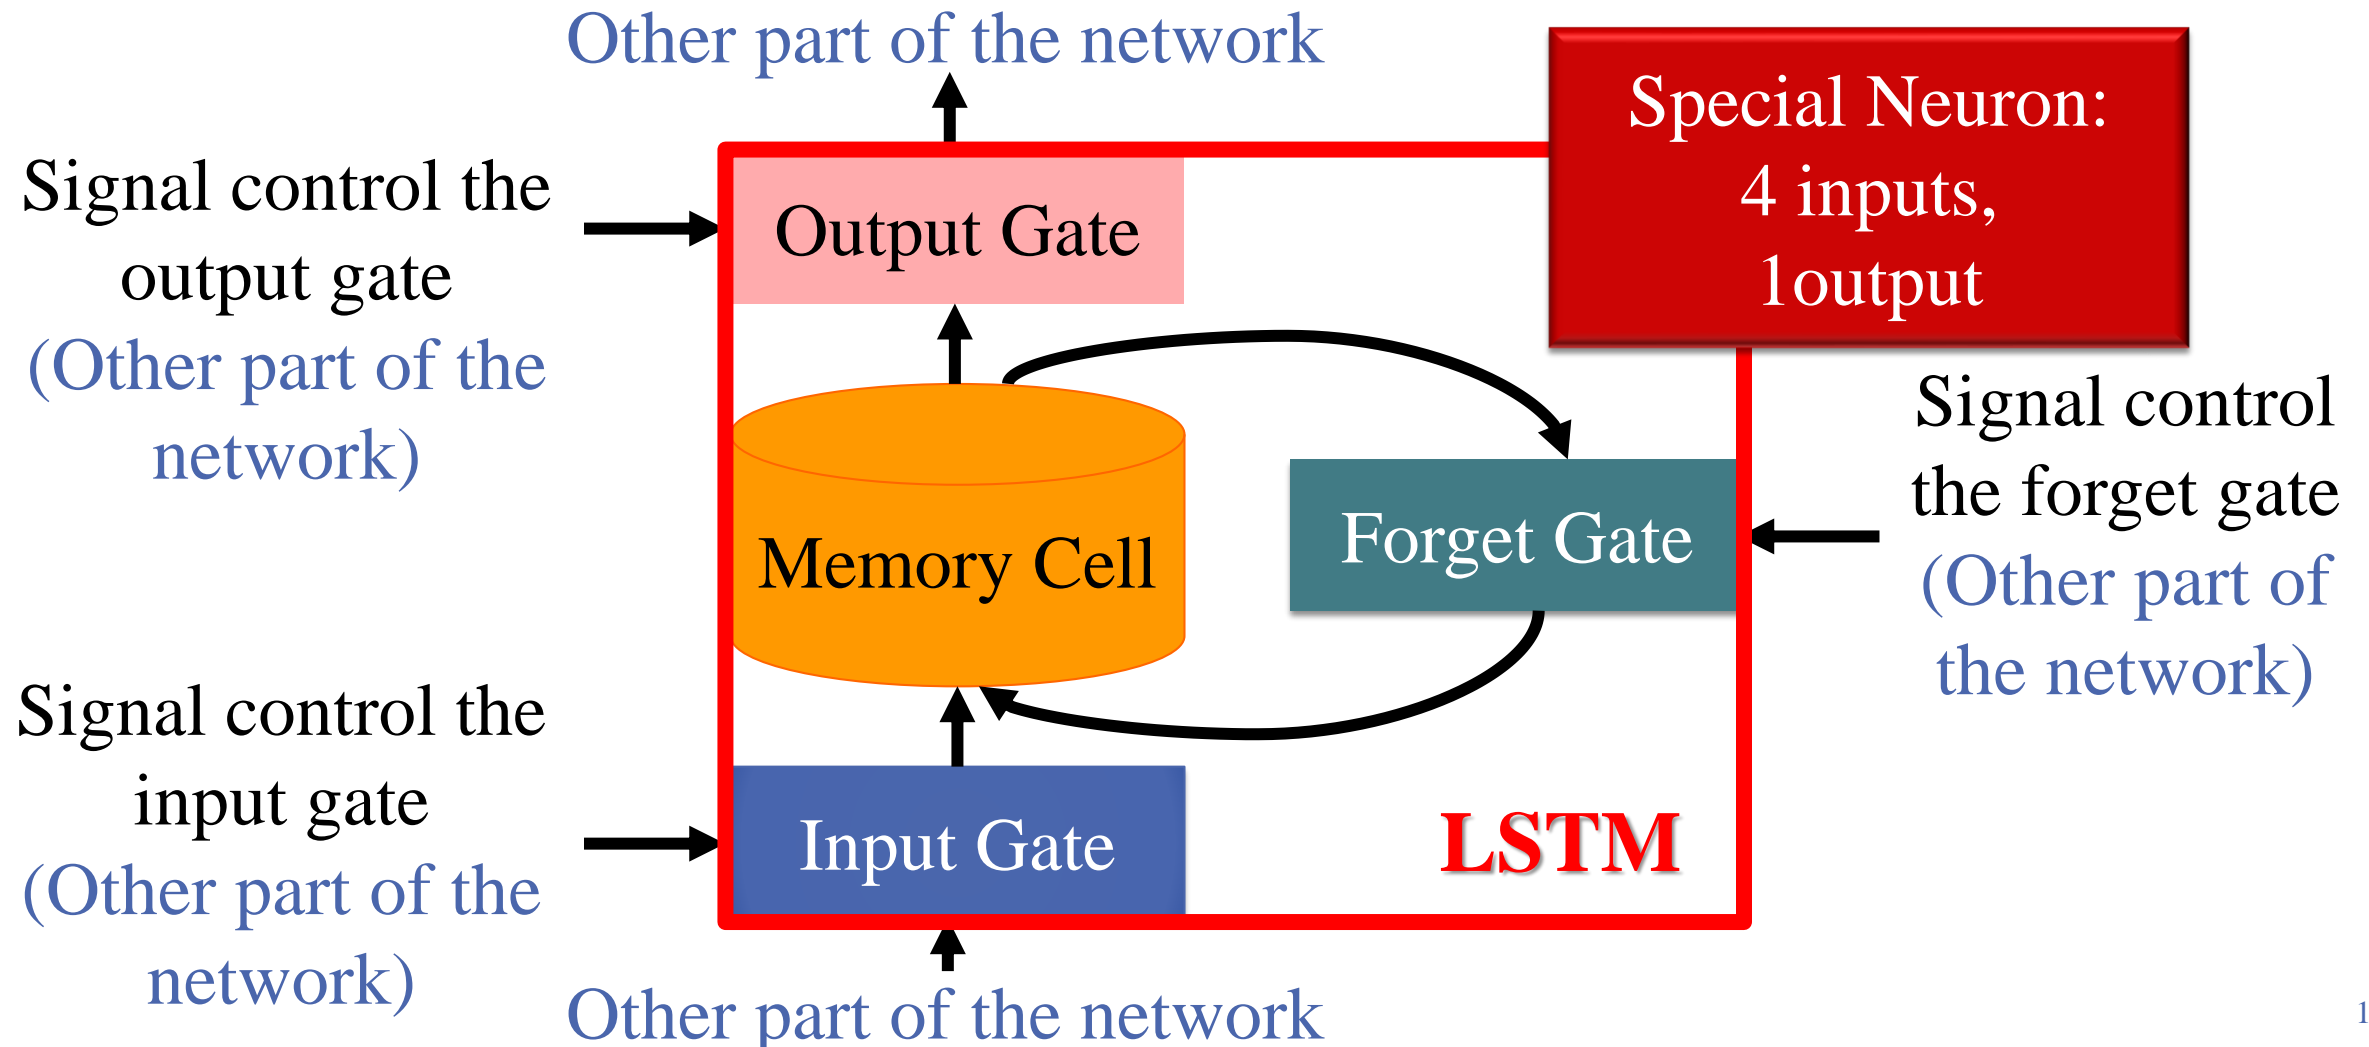 Other part of the network
Special Neuron:
4 inputs,
1output
Signal control the
output gate
(Other part of the
network)
Output Gate
Signal control
the forget gate
(Other part of
the network)
Forget Gate
Memory Cell
Signal control the
input gate
(Other part of the
network)
Input Gate
LSTM
Other part of the network
1